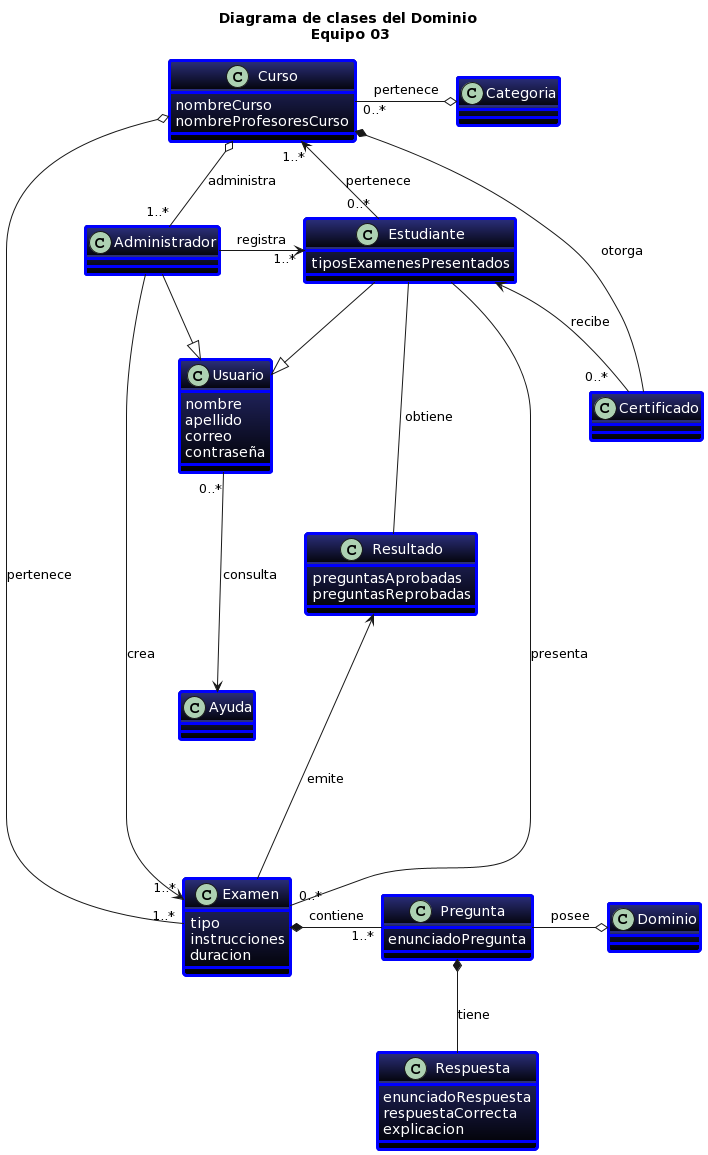 Diagrama de clases del Dominio
Equipo 03
C Curso
nombreCurso
nombreProfesoresCurso
pertenece
0..*
C Categoria
administra
1..*
1..*
pertenece
0..*
C Administrador
registra
1..*
C Estudiante
tiposExamenesPresentados
otorga
recibe
0..*
C Certificado
C Usuario
nombre
apellido
correo
contraseña
0..*
obtiene
C Resultado
preguntasAprobadas
preguntasReprobadas
pertenece
consulta
crea
presenta
C Ayuda
emite
1..*
1..*
C Examen
tipo
instrucciones
duracion
0..*
contiene
1..*
C Pregunta
enunciadoPregunta
posee
C Dominio
tiene
C Respuesta
enunciadoRespuesta
respuestaCorrecta
explicacion